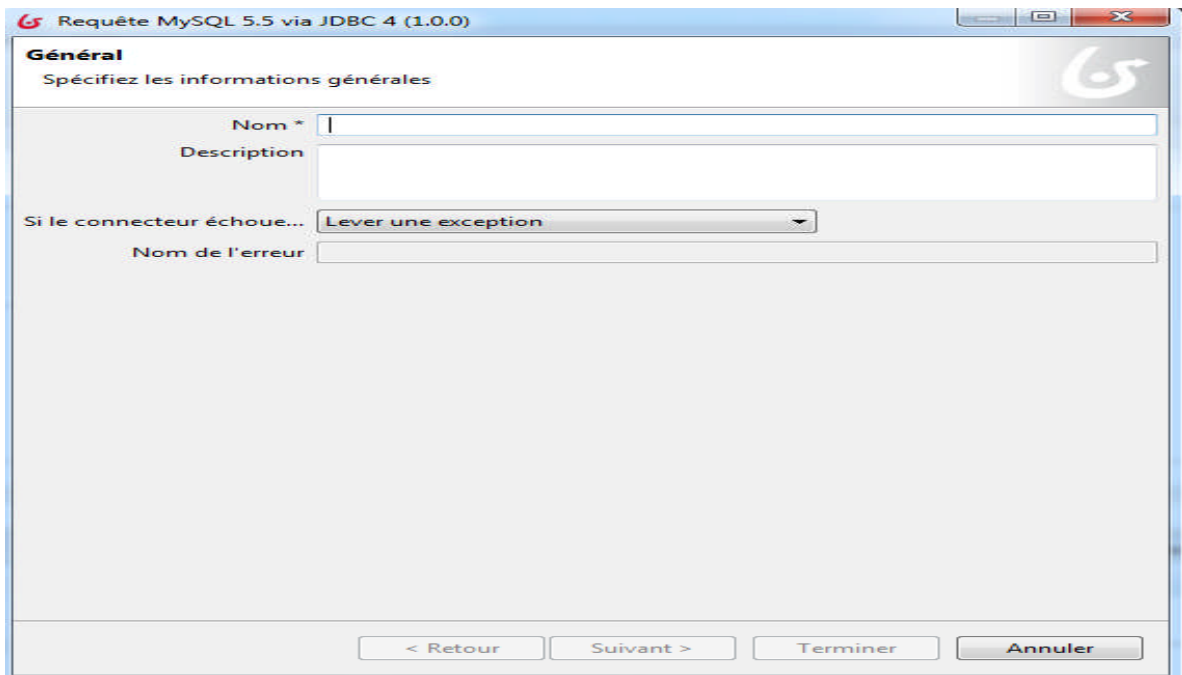 Requête MySQL 5.5 via JDBC 4 (1.0.0)
Général
Spécifiez les informations générales
Nom *
Description
Si le connecteur échoue... Lever une exception
Nom de l'erreur
< Retour Suivant > Terminer Annuler